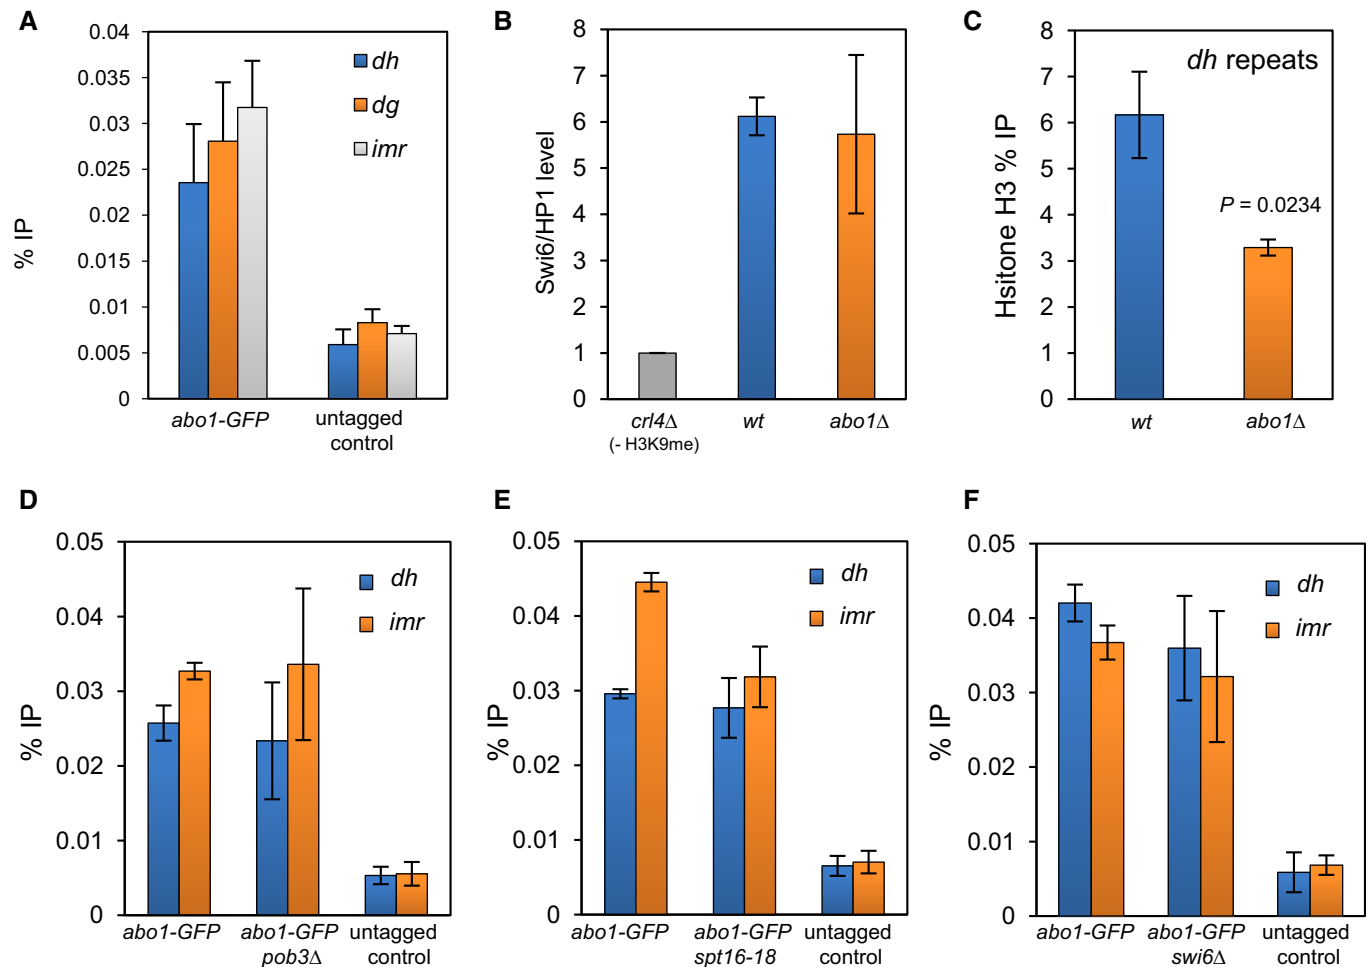 A
% IP
0.04
0.035
0.03
0.025
0.02
0.015
0.01
0.005
0
dh
dg
imr
abo1-GFP
untagged
control
B
Swi6/HP1 level
8
7
6
5
4
3
2
1
0
crl4Δ
(- H3K9me)
wt
abo1Δ
C
Hsitone H3 % IP
8
7
6
5
4
3
2
1
0
dh repeats
P = 0.0234
wt
abo1Δ
D
% IP
0.05
0.04
0.03
0.02
0.01
0
dh
imr
abo1-GFP
abo1-GFP
pob3Δ
untagged
control
E
% IP
0.05
0.04
0.03
0.02
0.01
0
dh
imr
abo1-GFP
abo1-GFP
spt16-18
untagged
control
F
% IP
0.05
0.04
0.03
0.02
0.01
0
dh
imr
abo1-GFP
abo1-GFP
swi6Δ
untagged
control